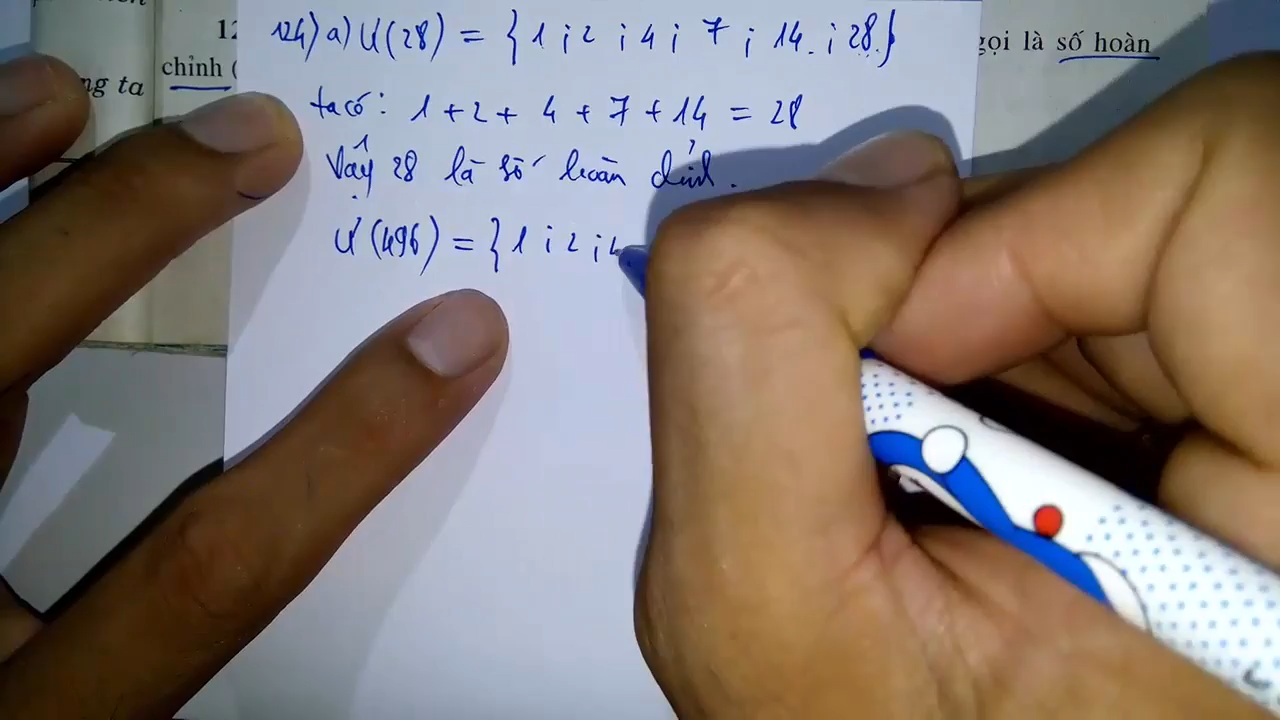 12
gọi là số hoàn
ng ta
chỉnh (
124) a) Ư(28) = { 1 ; 2 ; 4 ; 7 ; 14 ; 28 }
ta có: 1 + 2 + 4 + 7 + 14 = 28
Vậy 28 là số hoàn chỉnh.
Ư(496) = { 1 ; 2 ; 4